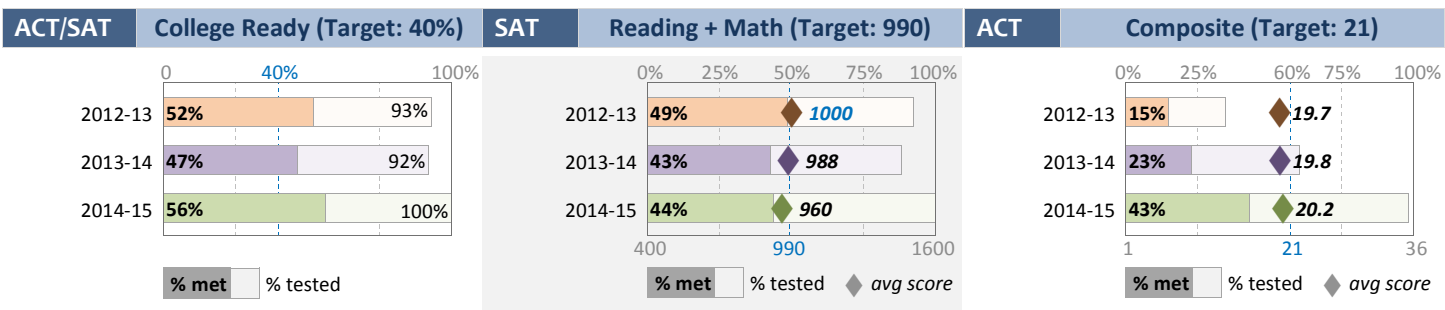 ACT/SAT College Ready (Target: 40%) SAT Reading + Math (Target: 990) ACT Composite (Target: 21)
0 40% 100% 0% 25% 50% 75% 100% 0% 25% 60% 75% 100%
2012-13 52% 93% 2012-13 49% 1000 2012-13 15% 19.7
2013-14 47% 92% 2013-14 43% 988 2013-14 23% 19.8
2014-15 56% 100% 2014-15 44% 960 2014-15 43% 20.2
400 990 1600 1 21 36
% met % tested % met % tested avg score % met % tested avg score